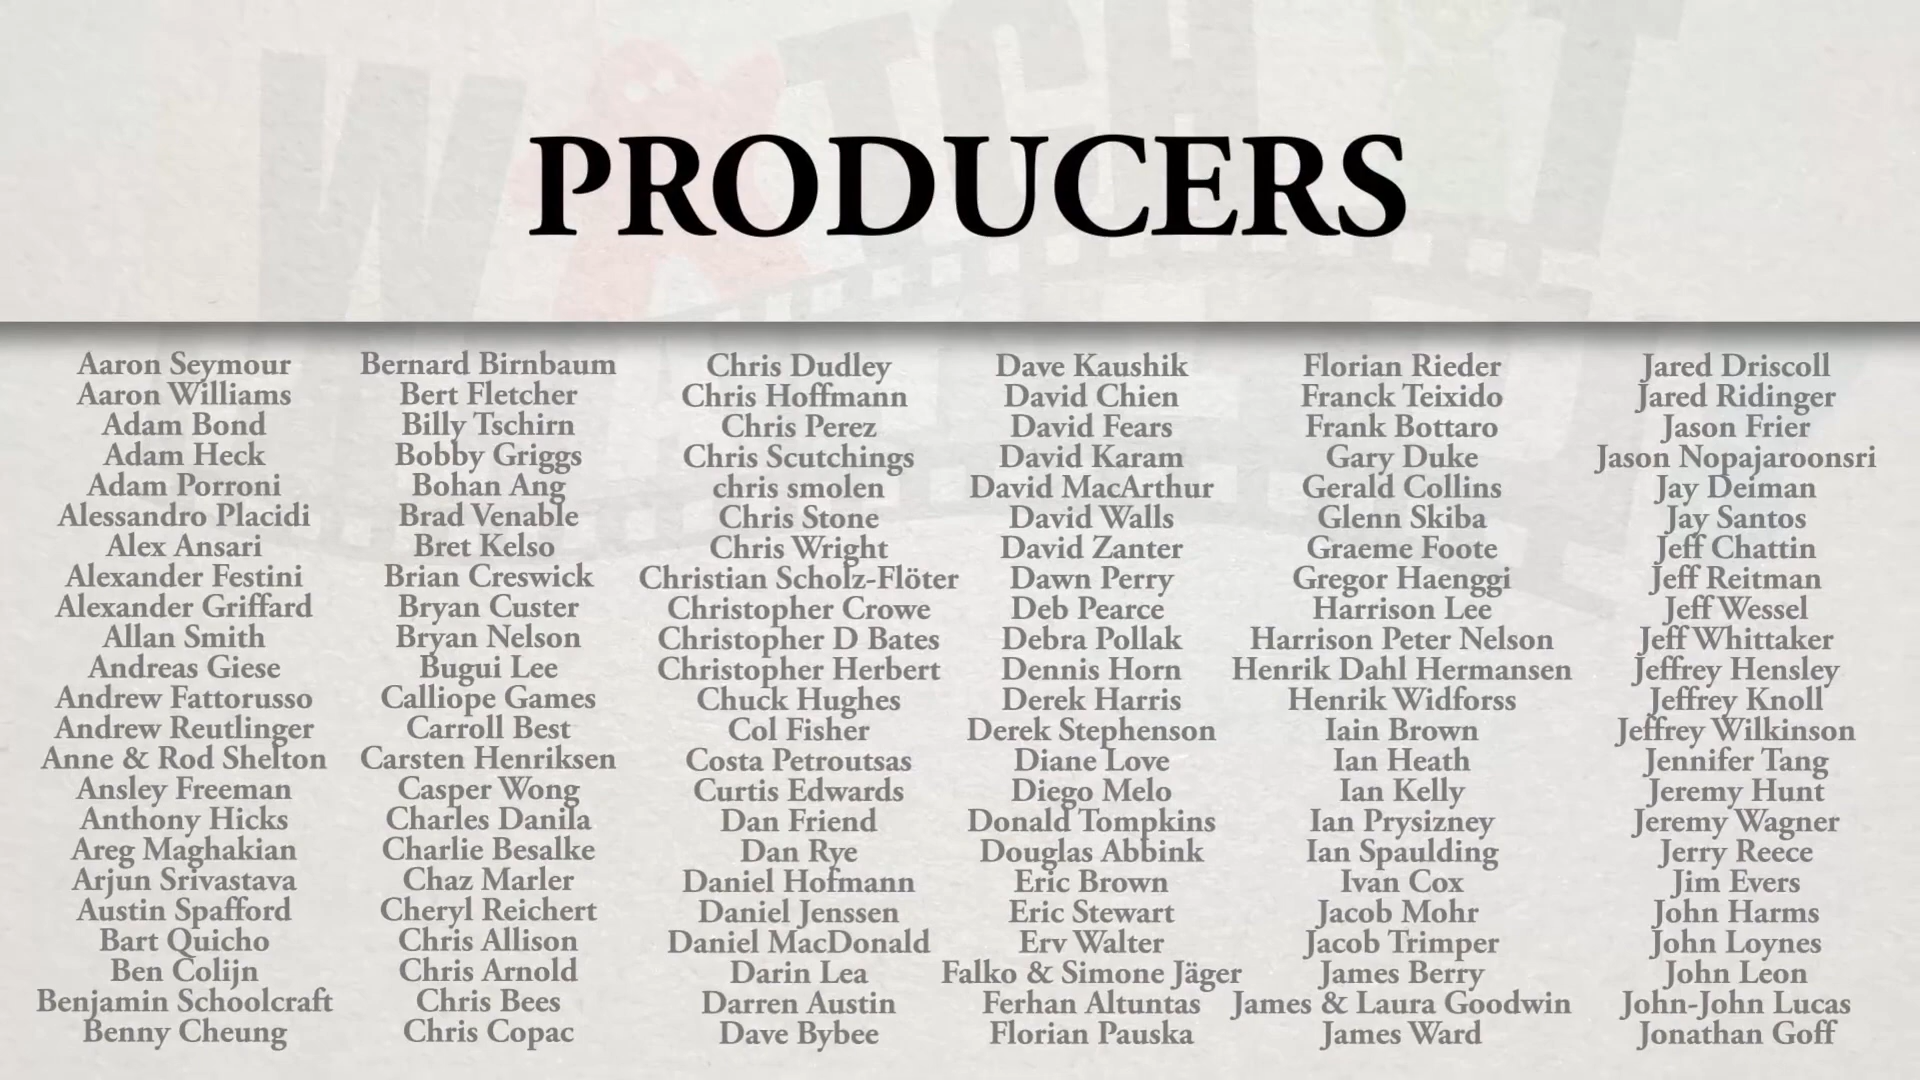 WATCH IT
PRODUCERS
Aaron Seymour
Aaron Williams
Adam Bond
Adam Heck
Adam Porroni
Alessandro Placidi
Alex Ansari
Alexander Festini
Alexander Griffard
Allan Smith
Andreas Giese
Andrew Fattorusso
Andrew Reutlinger
Anne & Rod Shelton
Ansley Freeman
Anthony Hicks
Areg Maghakian
Arjun Srivastava
Austin Spafford
Bart Quicho
Ben Colijn
Benjamin Schoolcraft
Benny Cheung
Bernard Birnbaum
Bert Fletcher
Billy Tschirn
Bobby Griggs
Bohan Ang
Brad Venable
Bret Kelso
Brian Creswick
Bryan Custer
Bryan Nelson
Bugui Lee
Calliope Games
Carroll Best
Carsten Henriksen
Casper Wong
Charles Danila
Charlie Besalke
Chaz Marler
Cheryl Reichert
Chris Allison
Chris Arnold
Chris Bees
Chris Copac
Chris Dudley
Chris Hoffmann
Chris Perez
Chris Scutchings
chris smolen
Chris Stone
Chris Wright
Christian Scholz-Flöter
Christopher Crowe
Christopher D Bates
Christopher Herbert
Chuck Hughes
Col Fisher
Costa Petroutsas
Curtis Edwards
Dan Friend
Dan Rye
Daniel Hofmann
Daniel Jenssen
Daniel MacDonald
Darin Lea
Darren Austin
Dave Bybee
Dave Kaushik
David Chien
David Fears
David Karam
David MacArthur
David Walls
David Zanter
Dawn Perry
Deb Pearce
Debra Pollak
Dennis Horn
Derek Harris
Derek Stephenson
Diane Love
Diego Melo
Donald Tompkins
Douglas Abbink
Eric Brown
Eric Stewart
Erv Walter
Falko & Simone Jäger
Ferhan Altuntas
Florian Pauska
Florian Rieder
Franck Teixido
Frank Bottaro
Gary Duke
Gerald Collins
Glenn Skiba
Graeme Foote
Gregor Haenggi
Harrison Lee
Harrison Peter Nelson
Henrik Dahl Hermansen
Henrik Widforss
Iain Brown
Ian Heath
Ian Kelly
Ian Prysizney
Ian Spaulding
Ivan Cox
Jacob Mohr
Jacob Trimper
James Berry
James & Laura Goodwin
James Ward
Jared Driscoll
Jared Ridinger
Jason Frier
Jason Nopajaroonsri
Jay Deiman
Jay Santos
Jeff Chattin
Jeff Reitman
Jeff Wessel
Jeff Whittaker
Jeffrey Hensley
Jeffrey Knoll
Jeffrey Wilkinson
Jennifer Tang
Jeremy Hunt
Jeremy Wagner
Jerry Reece
Jim Evers
John Harms
John Loynes
John Leon
John-John Lucas
Jonathan Goff